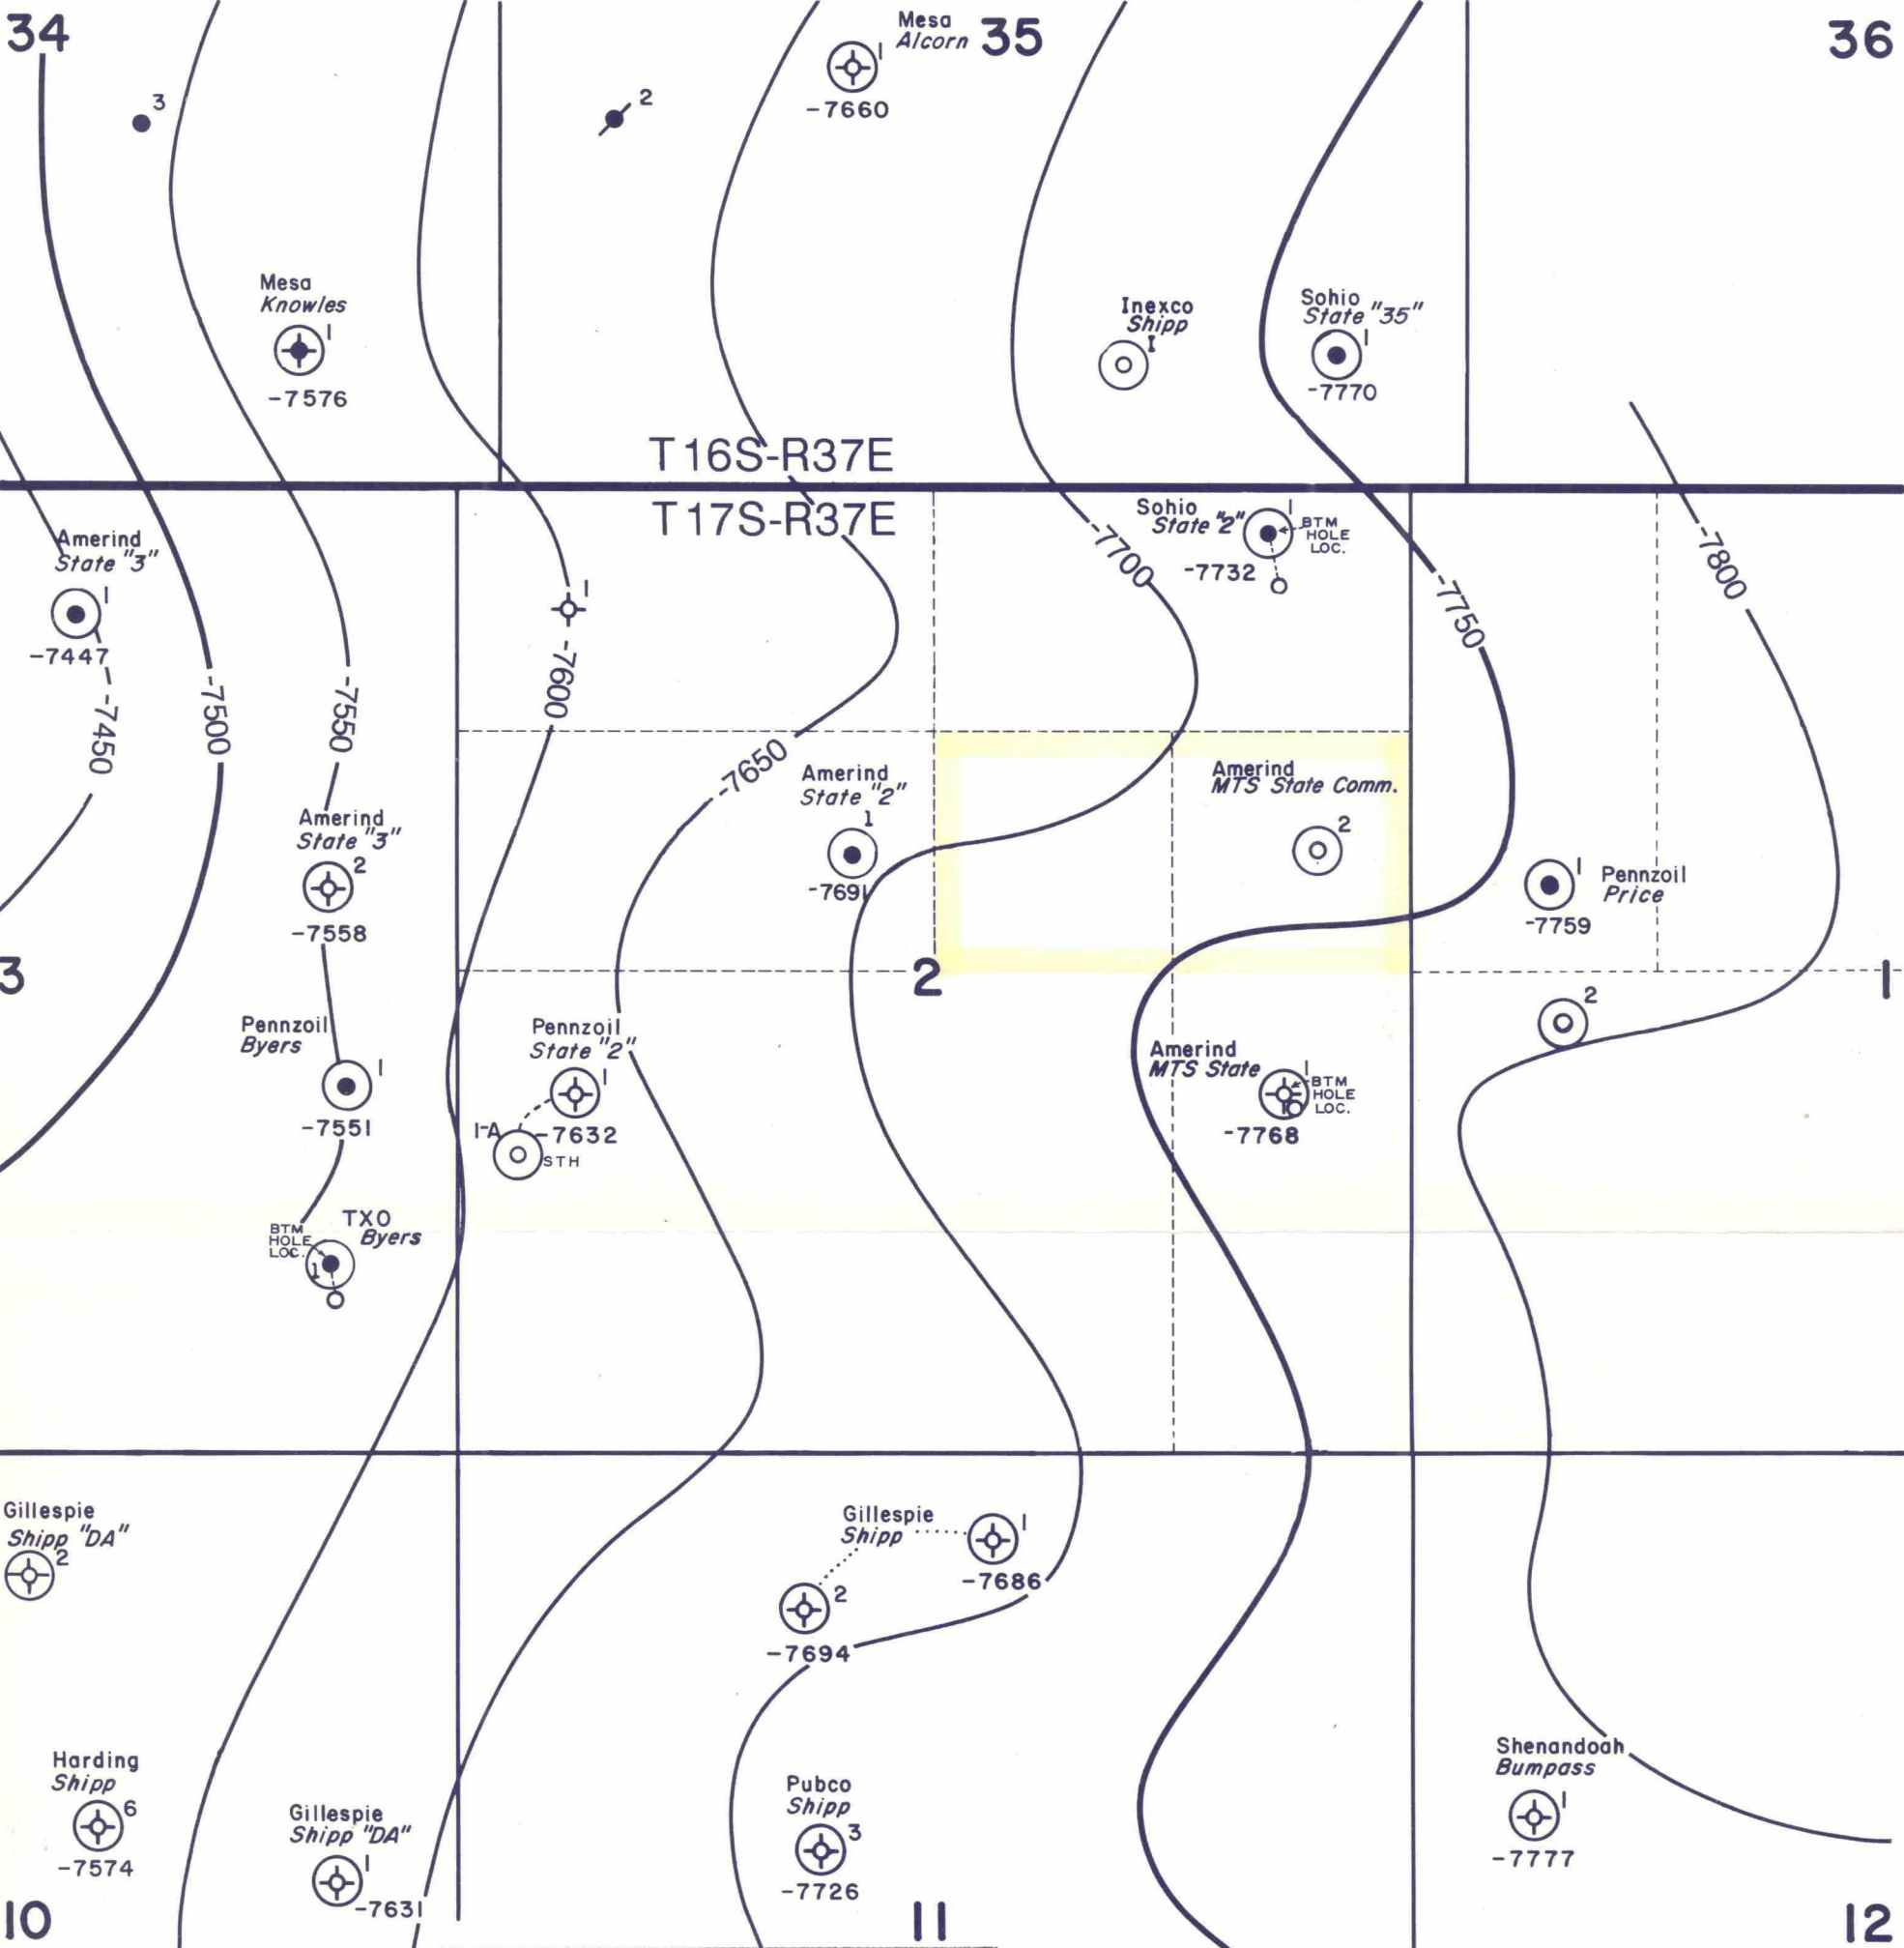 34
Mesa
Alcorn
1
-7660
35
36
3
2
Mesa
Knowles
1
-7576
Inexco
Shipp
1
Sohio
State "35"
1
-7770
T16S-R37E
T17S-R37E
Amerind
State "3"
1
-7447
-7450
-7500
-7550
1
-7600
-7650
-7700
Sohio
State "2"
1
BTM
HOLE
LOC.
-7732
-7750
-7800
Amerind
State "2"
1
-7691
Amerind
MTS State Comm.
2
Amerind
State "3"
2
-7558
1
Pennzoil
Price
-7759
3
2
1
Pennzoil
Byers
1
-7551
Pennzoil
State "2"
1
-7632
1-A
STH
Amerind
MTS State
1
BTM
HOLE
LOC.
-7768
2
TXO
Byers
BTM
HOLE
LOC.
1
Gillespie
Shipp "DA"
2
Gillespie
Shipp
1
-7686
2
-7694
Harding
Shipp
6
-7574
Gillespie
Shipp "DA"
1
-7631
Pubco
Shipp
3
-7726
Shenandoah
Bumpass
1
-7777
10
11
12